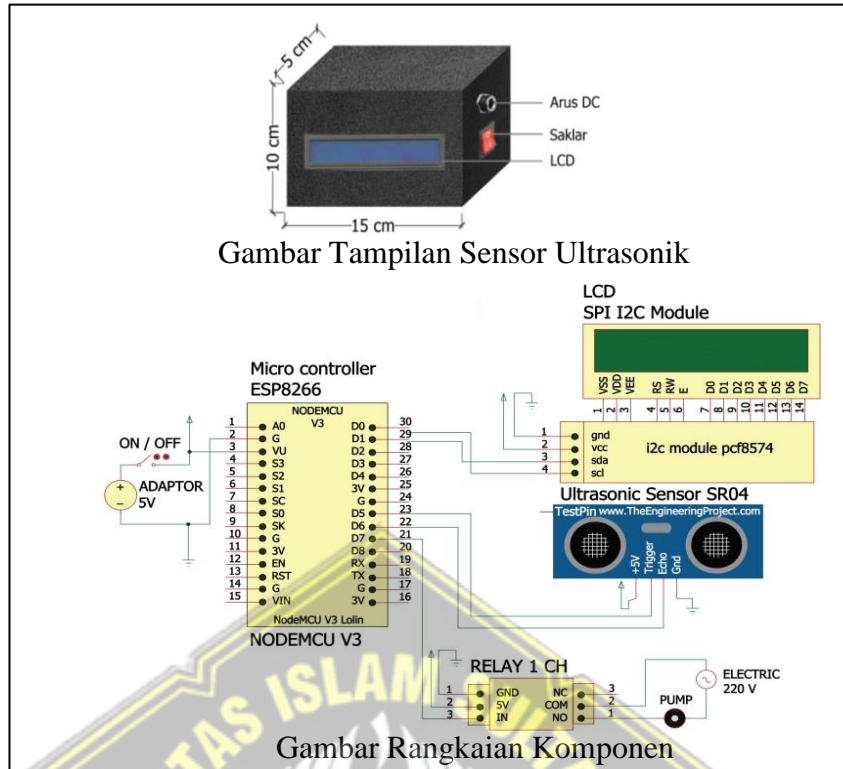 5 cm
10 cm
15 cm
Arus DC
Saklar
LCD
Gambar Tampilan Sensor Ultrasonik
LCD
SPI I2C Module
VSS VDD VEE RS RW E D0 D1 D2 D3 D4 D5 D6 D7
1 2 3 4 5 6 7 8 9 10 11 12 13 14
1 gnd
2 vcc
3 sda
4 scl
i2c module pcf8574
Micro controller
ESP8266
NODEMCU
V3
1 A0 D0 30
2 G D1 29
3 VU D2 28
4 S3 D3 27
5 S2 D4 26
6 S1 3V 25
7 SC G 24
8 S0 D5 23
9 SK D6 22
10 G D7 21
11 3V D8 20
12 EN RX 19
13 RST TX 18
14 G G 17
15 VIN 3V 16
NodeMCU V3 Lolin
NODEMCU V3
ON / OFF
ADAPTOR
5V
Ultrasonic Sensor SR04
TestPin www.TheEngineeringProject.com
+5V Trigger Echo Gnd
RELAY 1 CH
1 GND NC 3
2 5V COM 2
3 IN NO 1
PUMP
ELECTRIC
220 V
Gambar Rangkaian Komponen
TAS ISLAM SU